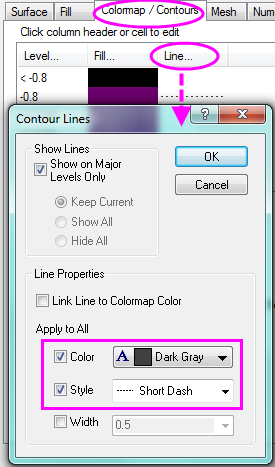 Surface Fill Colormap / Contours Mesh Num
Click column header or cell to edit
Level... Fill... Line...
< -0.8
-0.8
Contour Lines
Show Lines
Show on Major
Levels Only
OK
Cancel
Keep Current
Show All
Hide All
Line Properties
Link Line to Colormap Color
Apply to All
Color A Dark Gray
Style Short Dash
Width 0.5